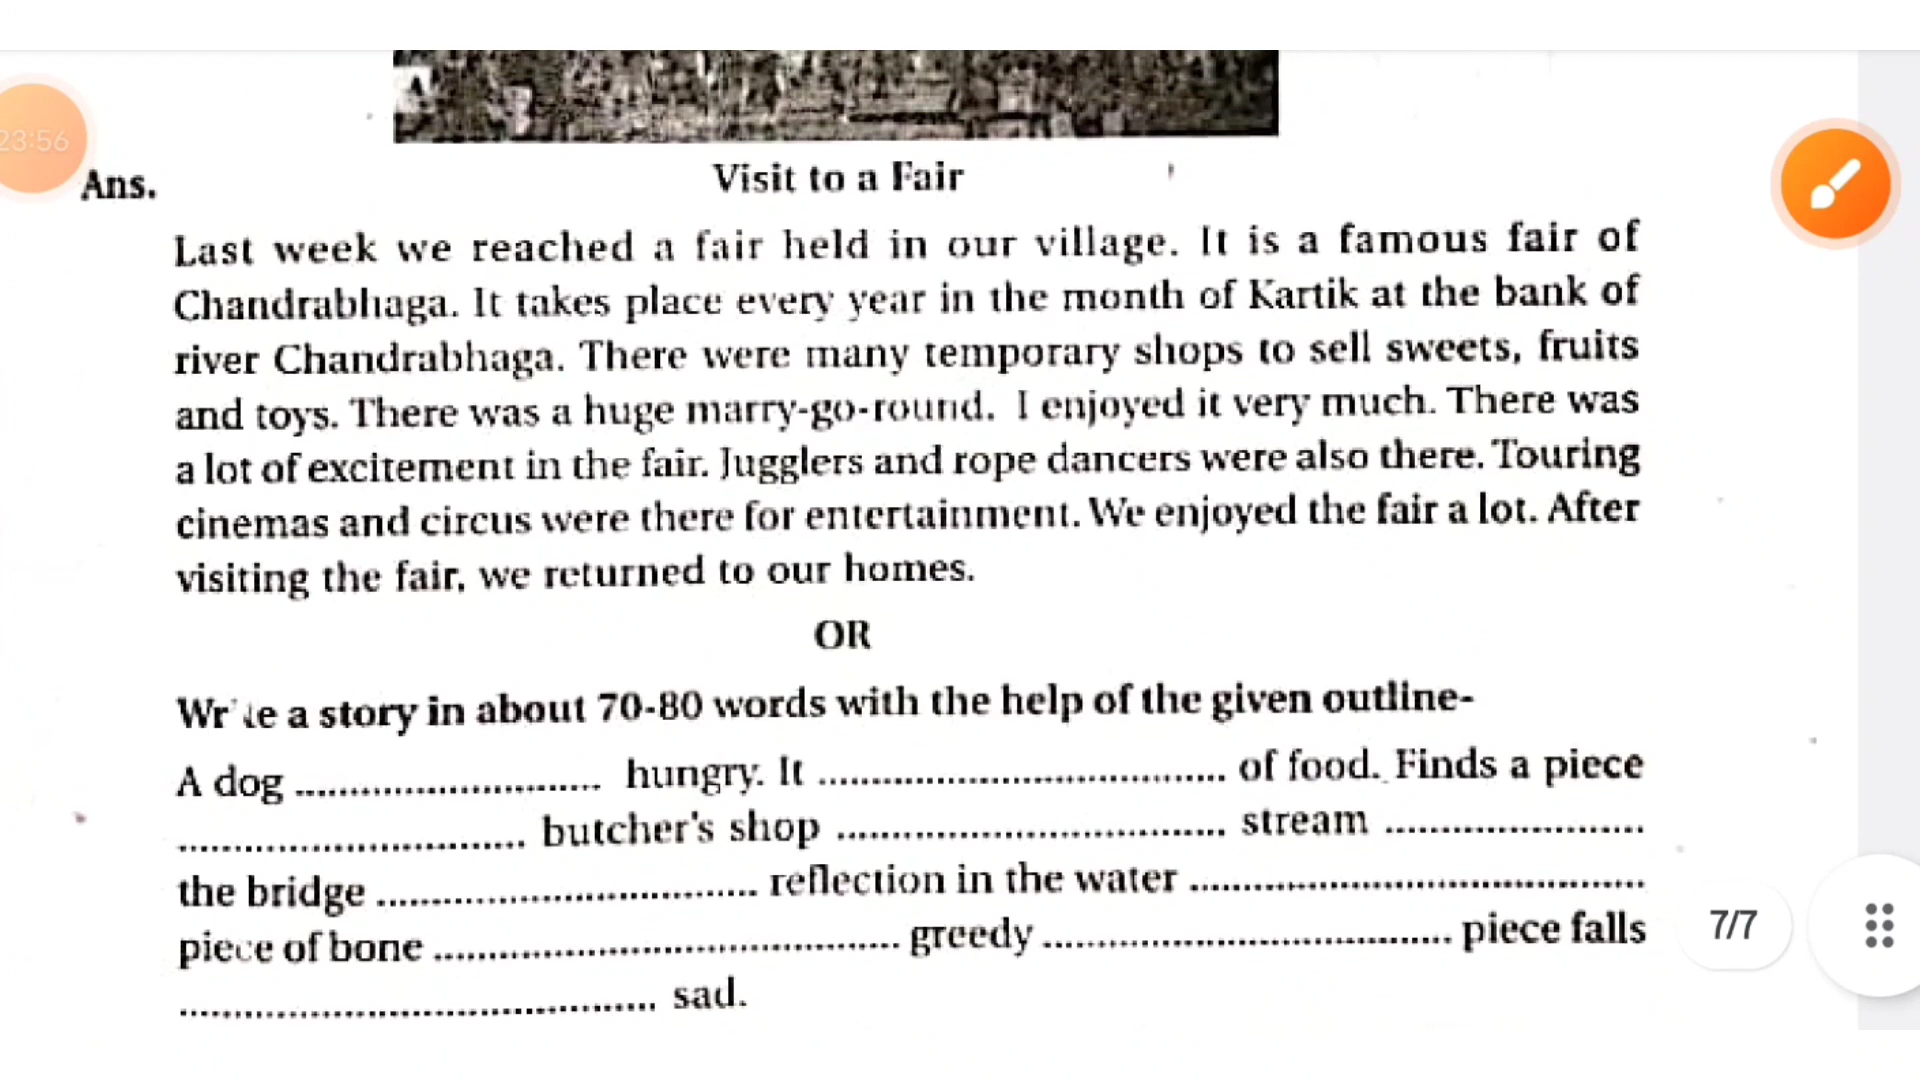 23:56
Visit to a Fair
Ans.
Last week we reached a fair held in our village. It is a famous fair of
Chandrabhaga. It takes place every year in the month of Kartik at the bank of
river Chandrabhaga. There were many temporary shops to sell sweets, fruits
and toys. There was a huge marry-go-round. I enjoyed it very much. There was
a lot of excitement in the fair. Jugglers and rope dancers were also there. Touring
cinemas and circus were there for entertainment. We enjoyed the fair a lot. After
visiting the fair, we returned to our homes.
OR
Write a story in about 70-80 words with the help of the given outline-
A dog ............................ hungry. It ...................................... of food. Finds a piece
................................ butcher's shop .................................... stream ........................
the bridge ................................... reflection in the water ..........................................
piece of bone ........................................... greedy ...................................... piece falls
............................................ sad.
7/7